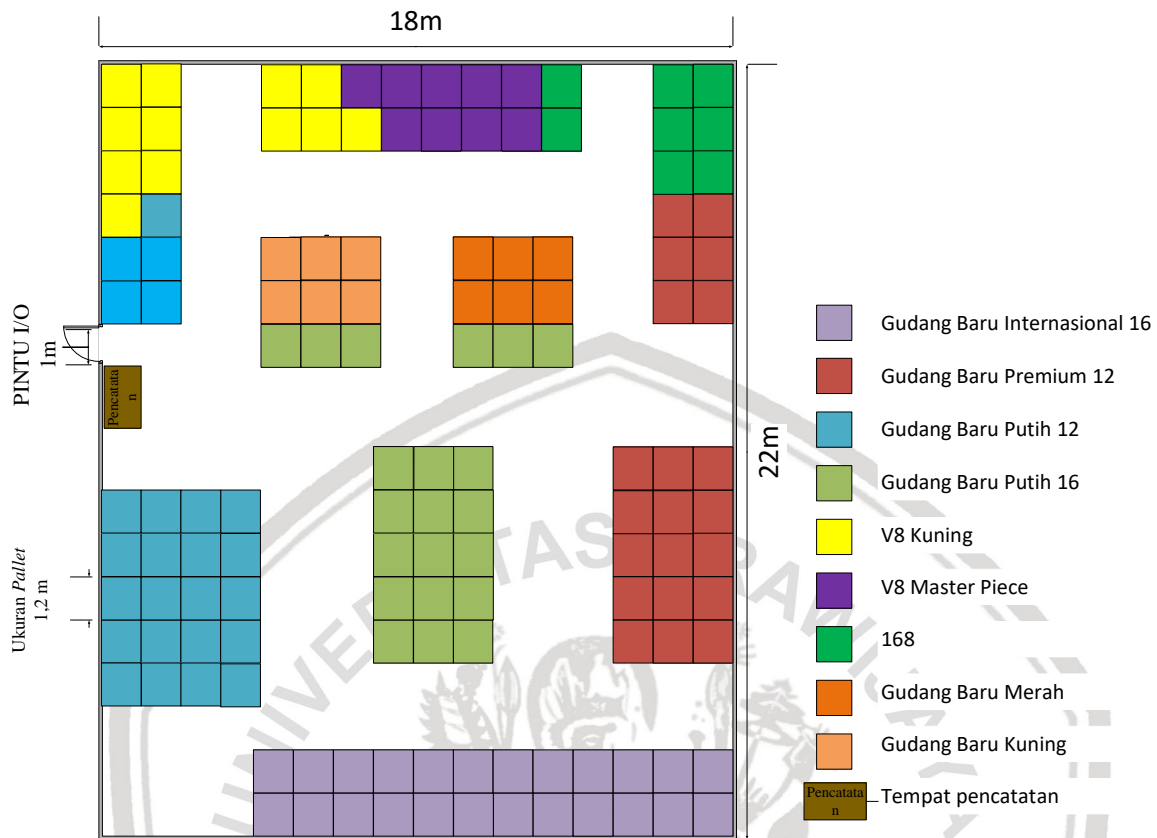 18m
22m
PINTU I/O
1m
Pencatata
n
Ukuran Pallet
1,2 m
Gudang Baru Internasional 16
Gudang Baru Premium 12
Gudang Baru Putih 12
Gudang Baru Putih 16
V8 Kuning
V8 Master Piece
168
Gudang Baru Merah
Gudang Baru Kuning
Pencatata
n
Tempat pencatatan
UNIVERSITAS BRAWIJAYA